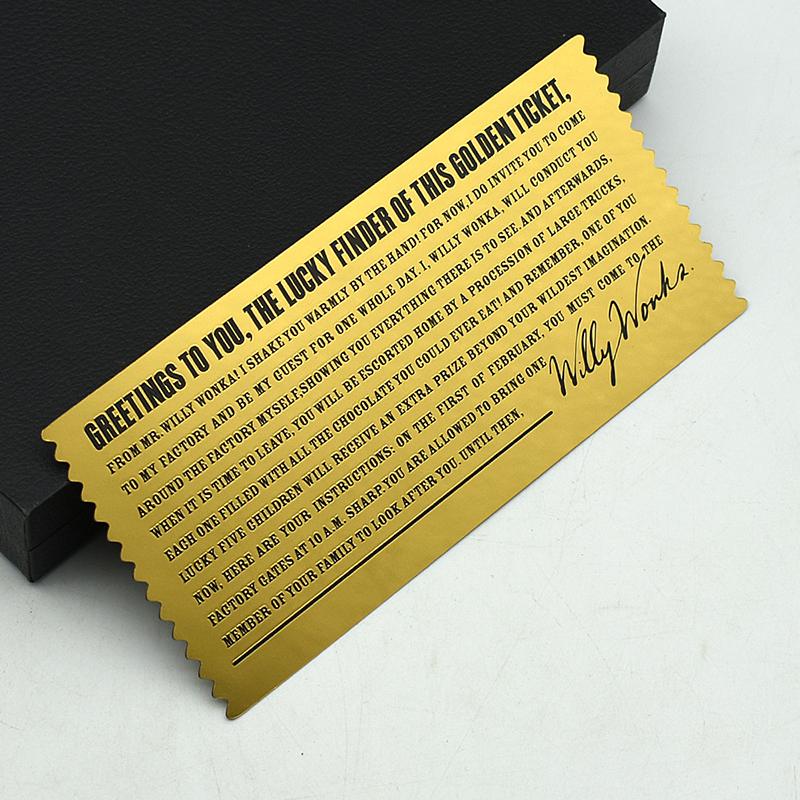 GREETINGS TO YOU, THE LUCKY FINDER OF THIS GOLDEN TICKET,
FROM MR. WILLY WONKA! I SHAKE YOU WARMLY BY THE HAND! FOR NOW, I DO INVITE YOU TO COME
TO MY FACTORY AND BE MY GUEST FOR ONE WHOLE DAY. I, WILLY WONKA, WILL CONDUCT YOU
AROUND THE FACTORY MYSELF, SHOWING YOU EVERYTHING THERE IS TO SEE. AND AFTERWARDS,
WHEN IT IS TIME TO LEAVE, YOU WILL BE ESCORTED HOME BY A PROCESSION OF LARGE TRUCKS,
EACH ONE FILLED WITH ALL THE CHOCOLATE YOU COULD EVER EAT! AND REMEMBER, ONE OF YOU
LUCKY FIVE CHILDREN WILL RECEIVE AN EXTRA PRIZE BEYOND YOUR WILDEST IMAGINATION.
NOW, HERE ARE YOUR INSTRUCTIONS: ON THE FIRST OF FEBRUARY, YOU MUST COME TO THE
FACTORY GATES AT 10 A.M. SHARP. YOU ARE ALLOWED TO BRING ONE
MEMBER OF YOUR FAMILY TO LOOK AFTER YOU. UNTIL THEN,
Willy Wonka.